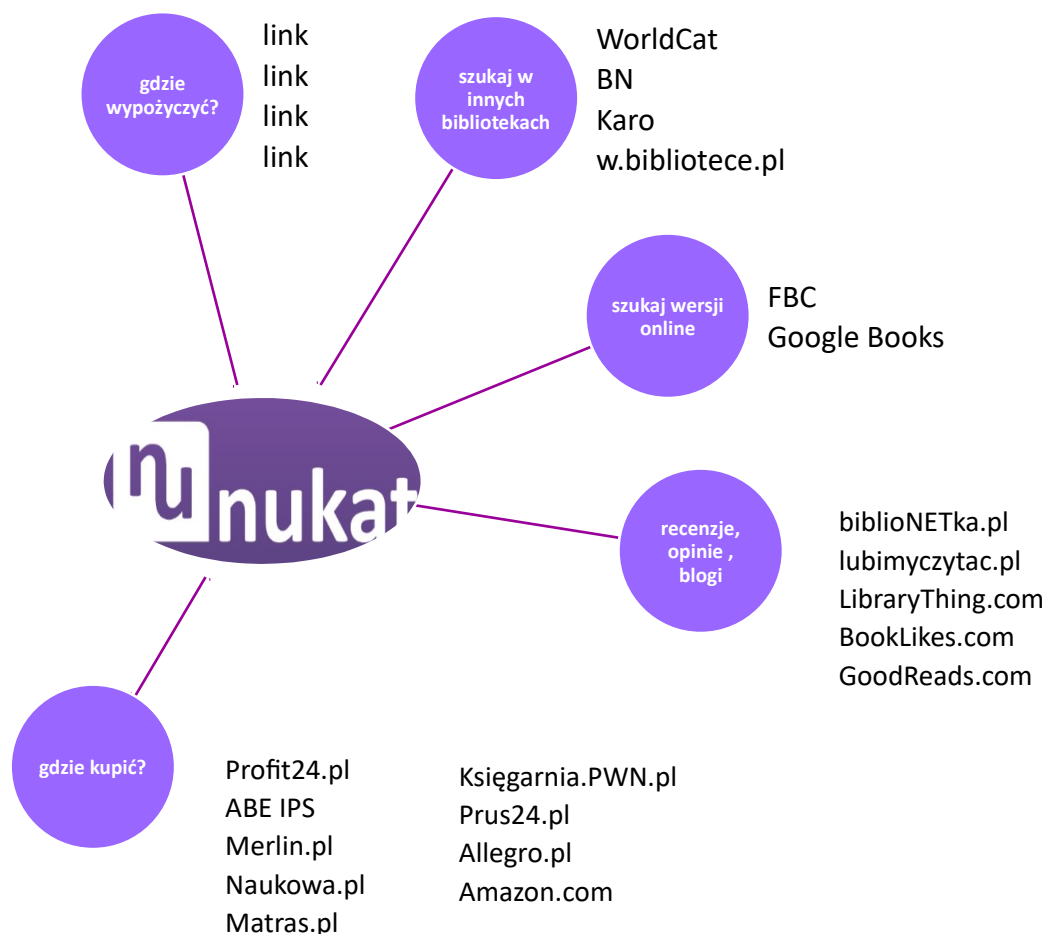 gdzie
wypożyczyć?
link
link
link
link
szukaj w
innych
bibliotekach
WorldCat
BN
Karo
w.bibliotece.pl
szukaj wersji
online
FBC
Google Books
nu nukat
recenzje,
opinie ,
blogi
biblioNETka.pl
lubimyczytac.pl
LibraryThing.com
BookLikes.com
GoodReads.com
gdzie kupić?
Profit24.pl
ABE IPS
Merlin.pl
Naukowa.pl
Matras.pl
Księgarnia.PWN.pl
Prus24.pl
Allegro.pl
Amazon.com